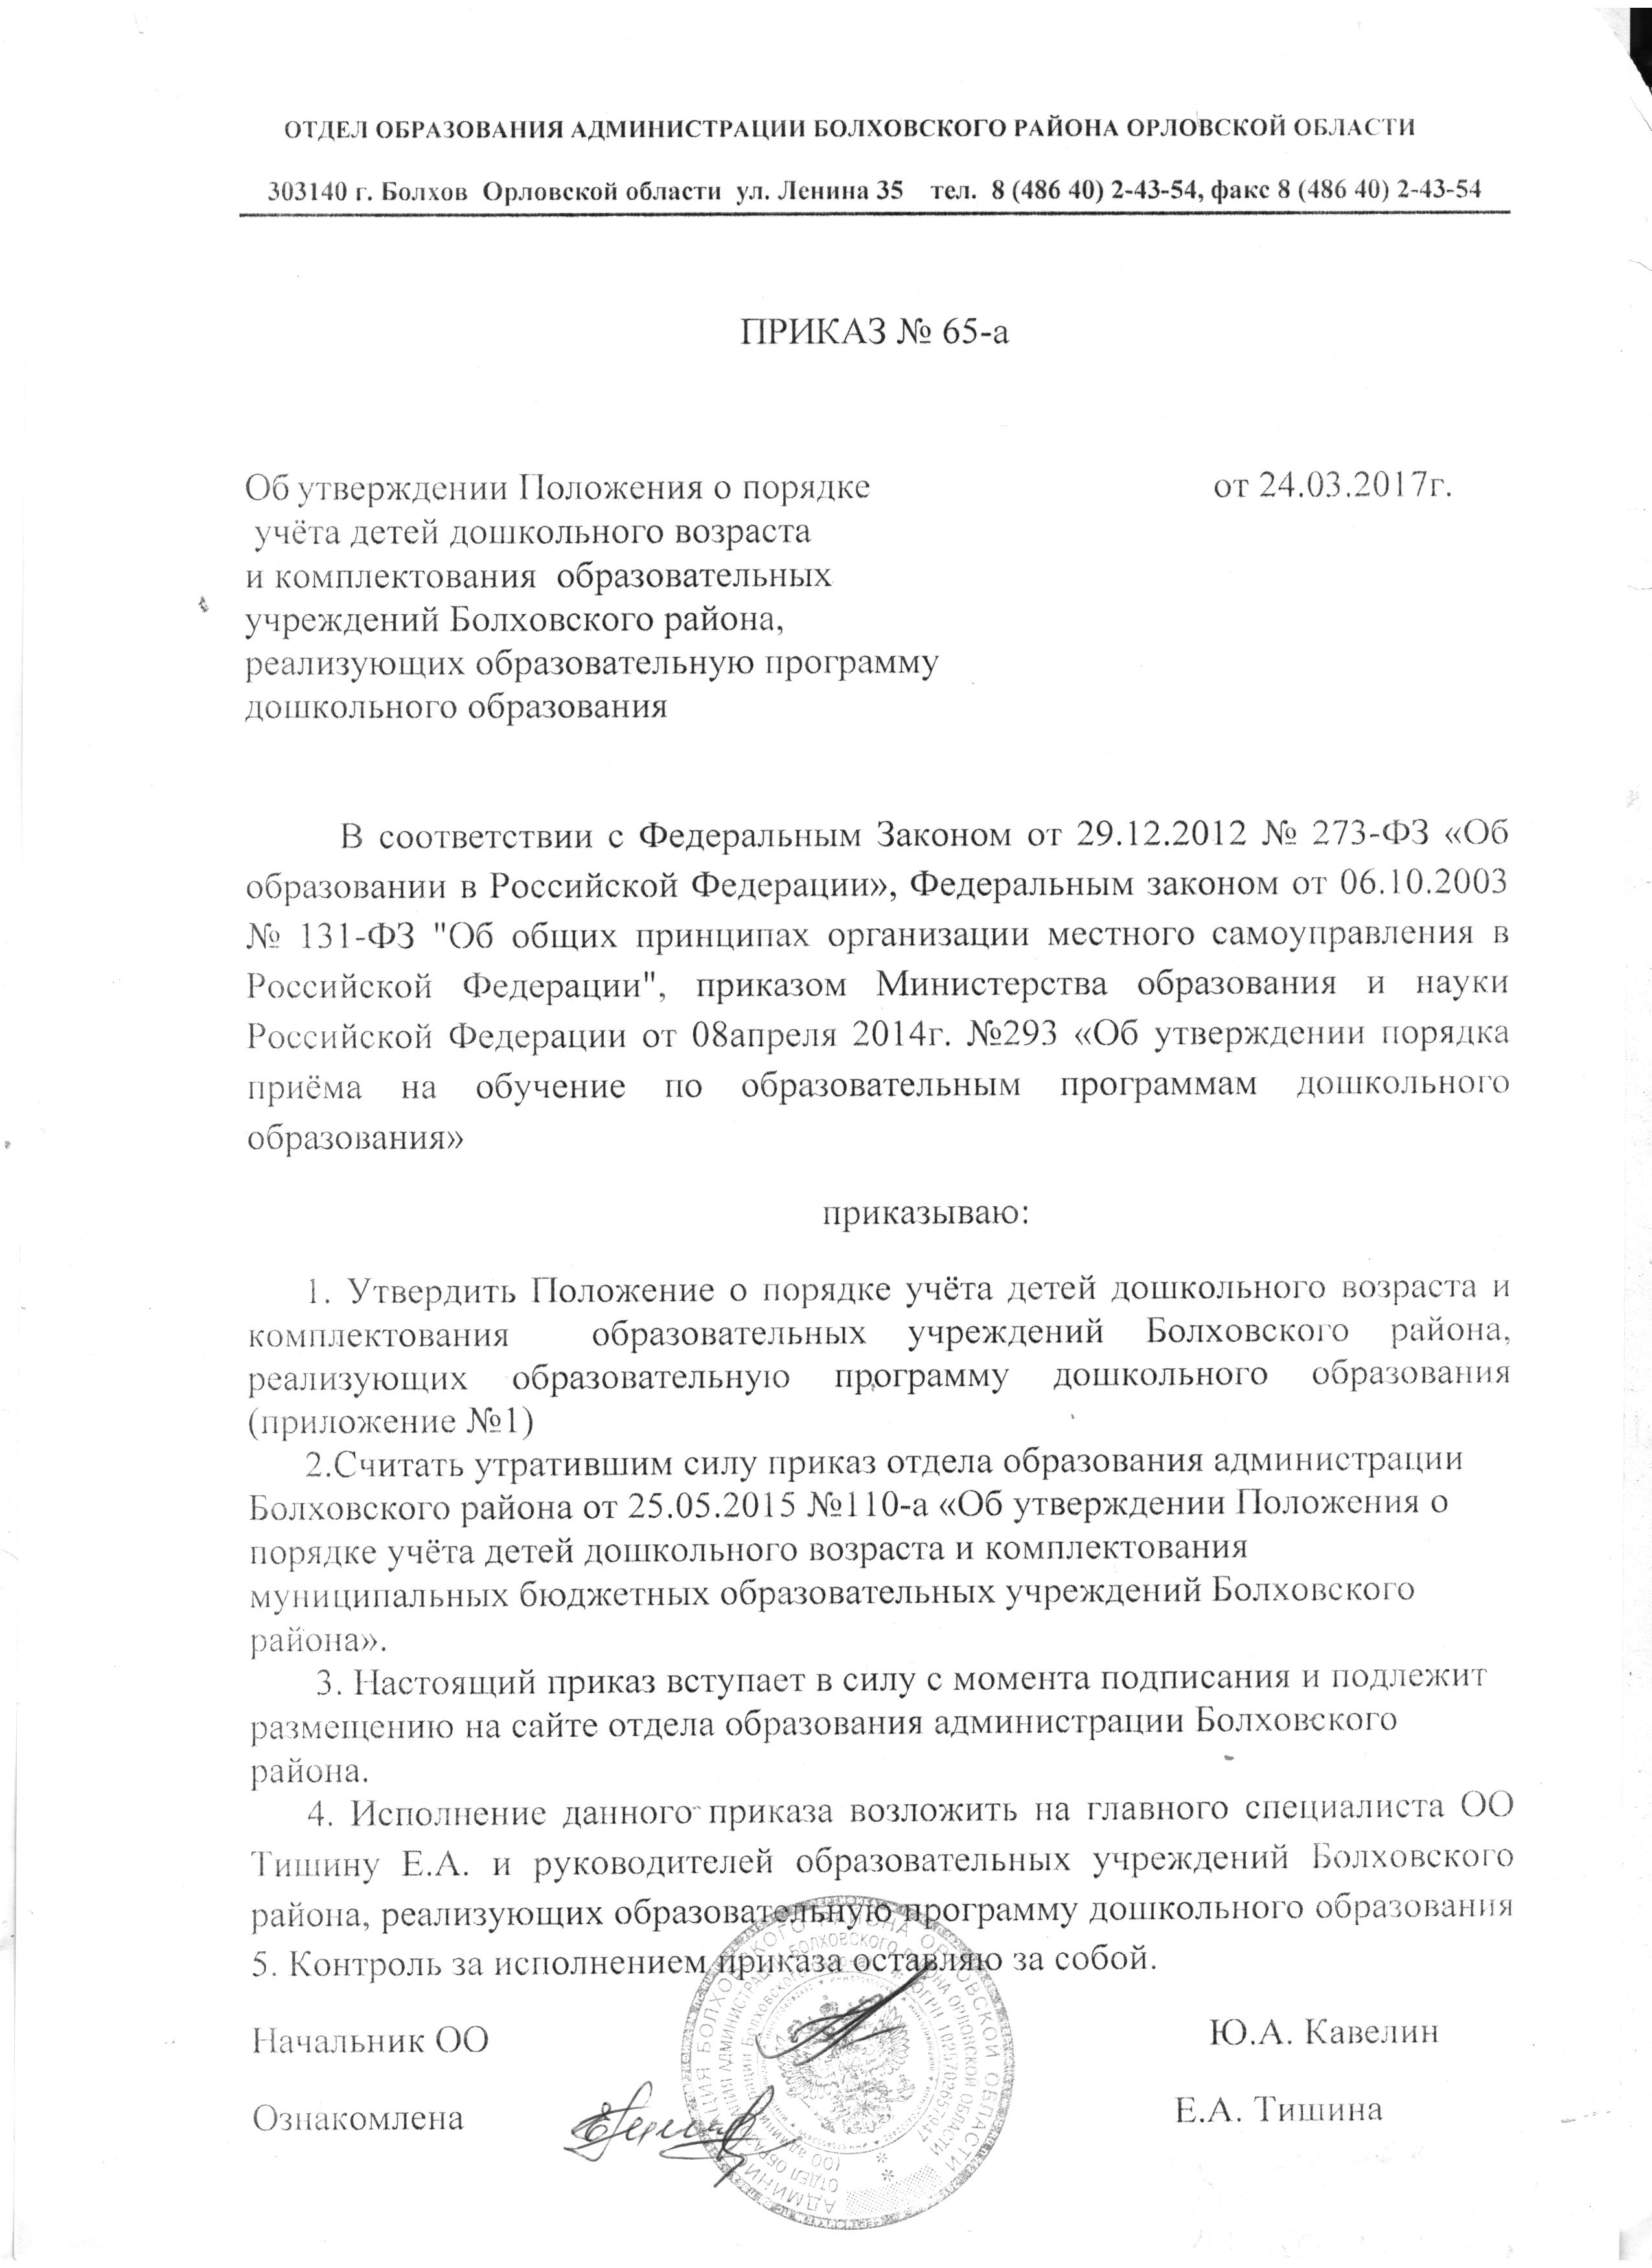 ОТДЕЛ ОБРАЗОВАНИЯ АДМИНИСТРАЦИИ БОЛХОВСКОГО РАЙОНА ОРЛОВСКОЙ ОБЛАСТИ
303140 г. Болхов Орловской области ул. Ленина 35 тел. 8 (486 40) 2-43-54, факс 8 (486 40) 2-43-54
ПРИКАЗ № 65-а
Об утверждении Положения о порядке от 24.03.2017г.
учёта детей дошкольного возраста
и комплектования образовательных
учреждений Болховского района,
реализующих образовательную программу
дошкольного образования
В соответствии с Федеральным Законом от 29.12.2012 № 273-ФЗ «Об
образовании в Российской Федерации», Федеральным законом от 06.10.2003
№ 131-ФЗ "Об общих принципах организации местного самоуправления в
Российской Федерации", приказом Министерства образования и науки
Российской Федерации от 08апреля 2014г. №293 «Об утверждении порядка
приёма на обучение по образовательным программам дошкольного
образования»
приказываю:
1. Утвердить Положение о порядке учёта детей дошкольного возраста и
комплектования образовательных учреждений Болховского района,
реализующих образовательную программу дошкольного образования
(приложение №1)
2.Считать утратившим силу приказ отдела образования администрации
Болховского района от 25.05.2015 №110-а «Об утверждении Положения о
порядке учёта детей дошкольного возраста и комплектования
муниципальных бюджетных образовательных учреждений Болховского
района».
3. Настоящий приказ вступает в силу с момента подписания и подлежит
размещению на сайте отдела образования администрации Болховского
района.
4. Исполнение данного приказа возложить на главного специалиста ОО
Тишину Е.А. и руководителей образовательных учреждений Болховского
района, реализующих образовательную программу дошкольного образования
5. Контроль за исполнением приказа оставляю за собой.
Начальник ОО Ю.А. Кавелин
Ознакомлена Е.А. Тишина